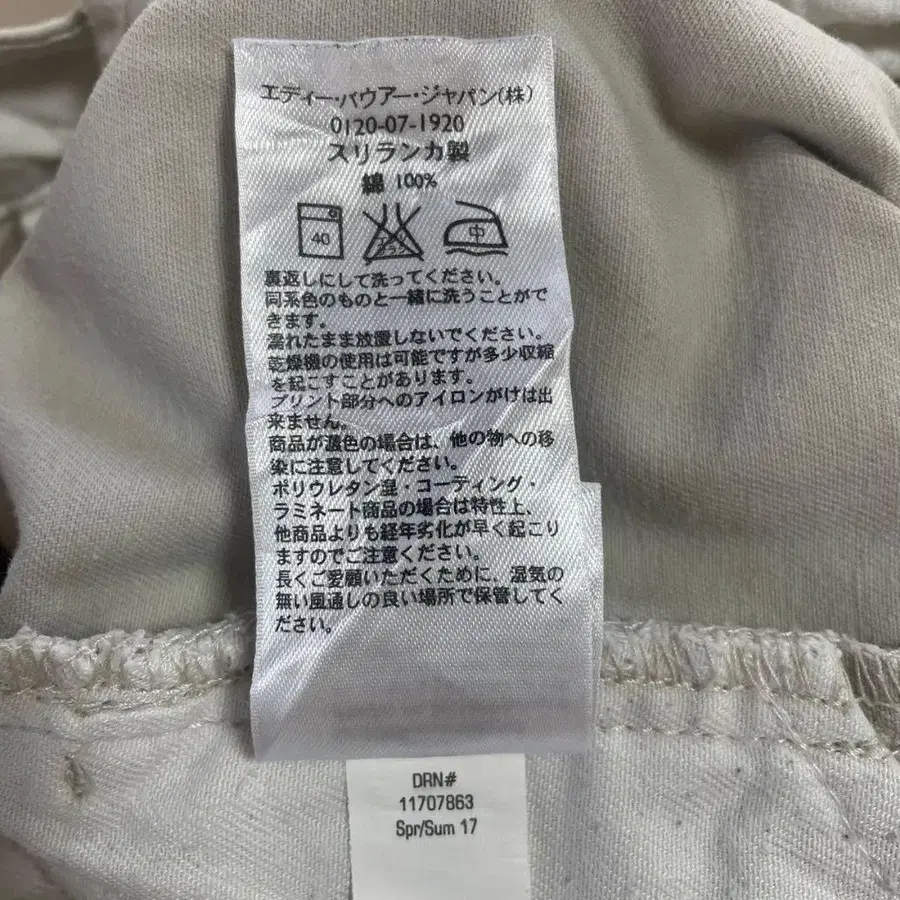 エディー・バウアー・ジャパン(株)
0120-07-1920
スリランカ製
綿 100%
40 エンソサラシ 中
裏返しにして洗ってください。
同系色のものと一緒に洗うことがで
きます。
濡れたまま放置しないでください。
乾燥機の使用は可能ですが多少収縮
を起こすことがあります。
プリント部分へのアイロンがけは出
来ません。
商品が濃色の場合は、他の物への移
染に注意してください。
ポリウレタン混・コーティング・
ラミネート商品の場合は特性上、
他商品よりも経年劣化が早く起こり
ますのでご注意ください。
長くご愛顧いただくために、湿気の
無い風通しの良い場所で保管してく
ださい。
DRN#
11707863
Spr/Sum 17